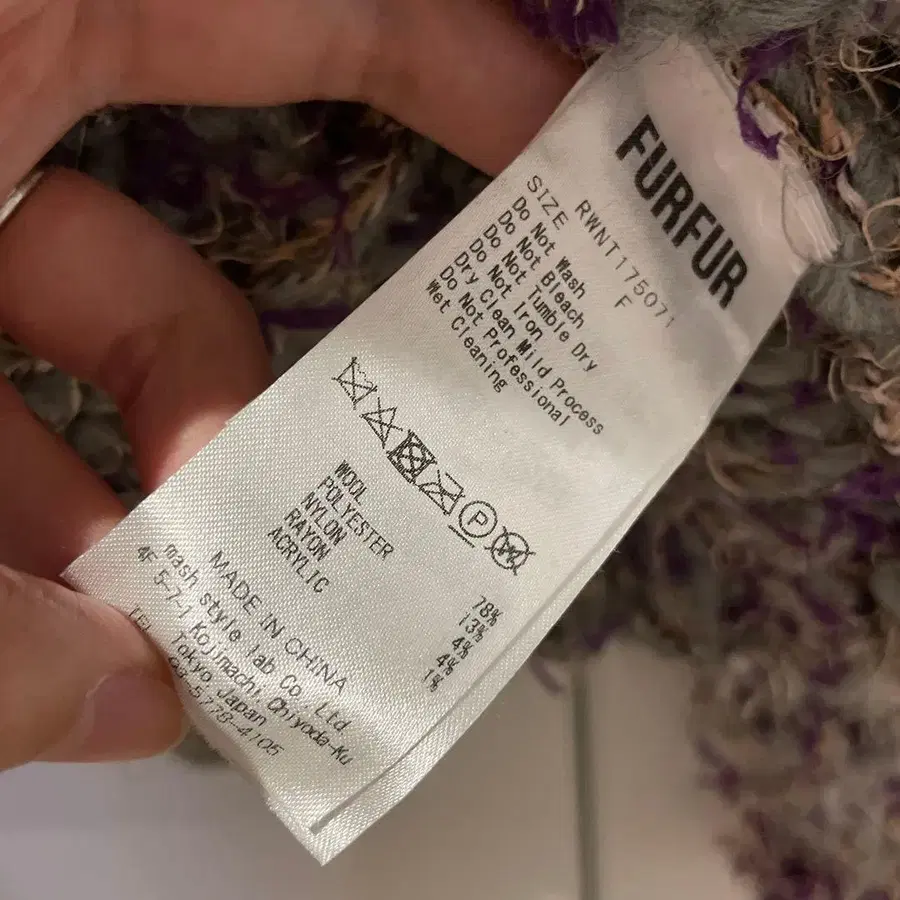 FURFUR
RWNT175071
SIZE F
Do Not Wash
Do Not Bleach
Do Not Tumble Dry
Do Not Iron
Dry Clean Mild Process
Do Not Professional
Wet Cleaning
P
W
WOOL 78%
POLYESTER 13%
NYLON 4%
RAYON 4%
ACRYLIC 1%
MADE IN CHINA
mash style lab Co., Ltd.
4F 5-7-1 Kojimachi Chiyoda-Ku
Tokyo Japan
-5778-4105